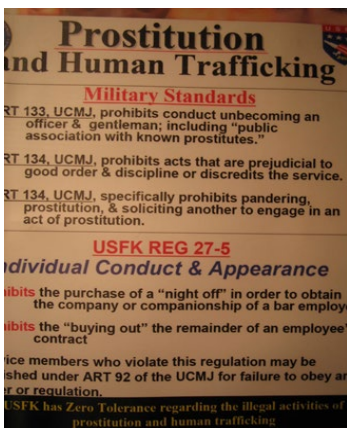 Prostitution
and Human Trafficking
Military Standards
RT 133, UCMJ, prohibits conduct unbecoming an
officer & gentleman; including “public
association with known prostitutes.”
RT 134, UCMJ, prohibits acts that are prejudicial to
good order & discipline or discredits the service.
RT 134, UCMJ, specifically prohibits pandering,
prostitution, & soliciting another to engage in an
act of prostitution.
USFK REG 27-5
ndividual Conduct & Appearance
hibits the purchase of a “night off” in order to obtain
the company or companionship of a bar employe
hibits the “buying out” the remainder of an employee'
contract
vice members who violate this regulation may be
ished under ART 92 of the UCMJ for failure to obey an
er or regulation.
USFK has Zero Tolerance regarding the illegal activities of
prostitution and human trafficking